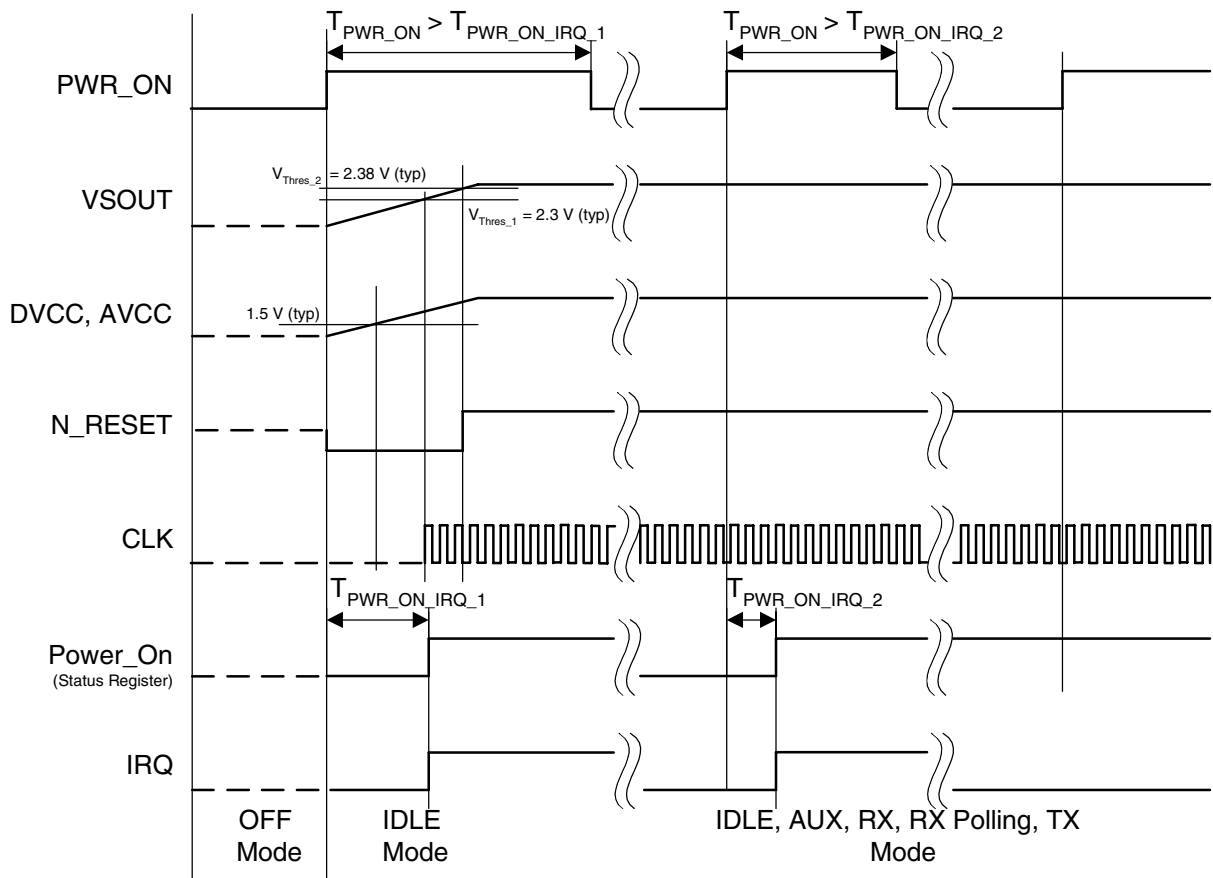 TPWR_ON > TPWR_ON_IRQ_1
TPWR_ON > TPWR_ON_IRQ_2
PWR_ON
VThres_2 = 2.38 V (typ)
VSOUT
VThres_1 = 2.3 V (typ)
DVCC, AVCC
1.5 V (typ)
N_RESET
CLK
TPWR_ON_IRQ_1
TPWR_ON_IRQ_2
Power_On
(Status Register)
IRQ
OFF
Mode
IDLE
Mode
IDLE, AUX, RX, RX Polling, TX
Mode